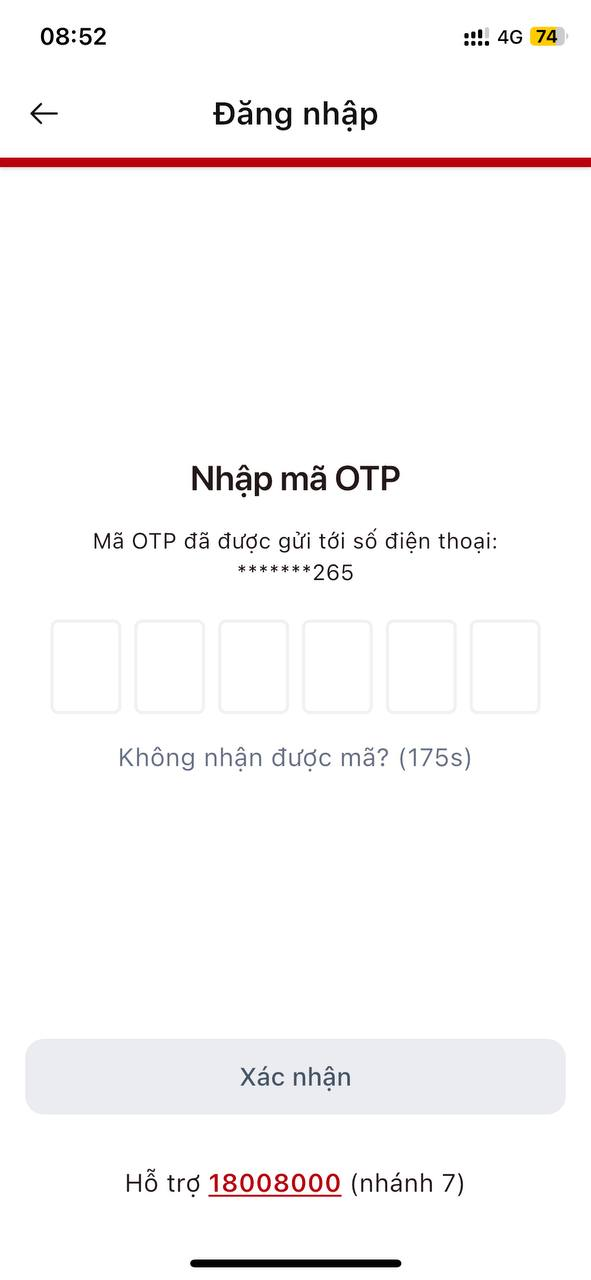 08:52
4G 74
Đăng nhập
Nhập mã OTP
Mã OTP đã được gửi tới số điện thoại:
*******265
Không nhận được mã? (175s)
Xác nhận
Hỗ trợ 18008000 (nhánh 7)